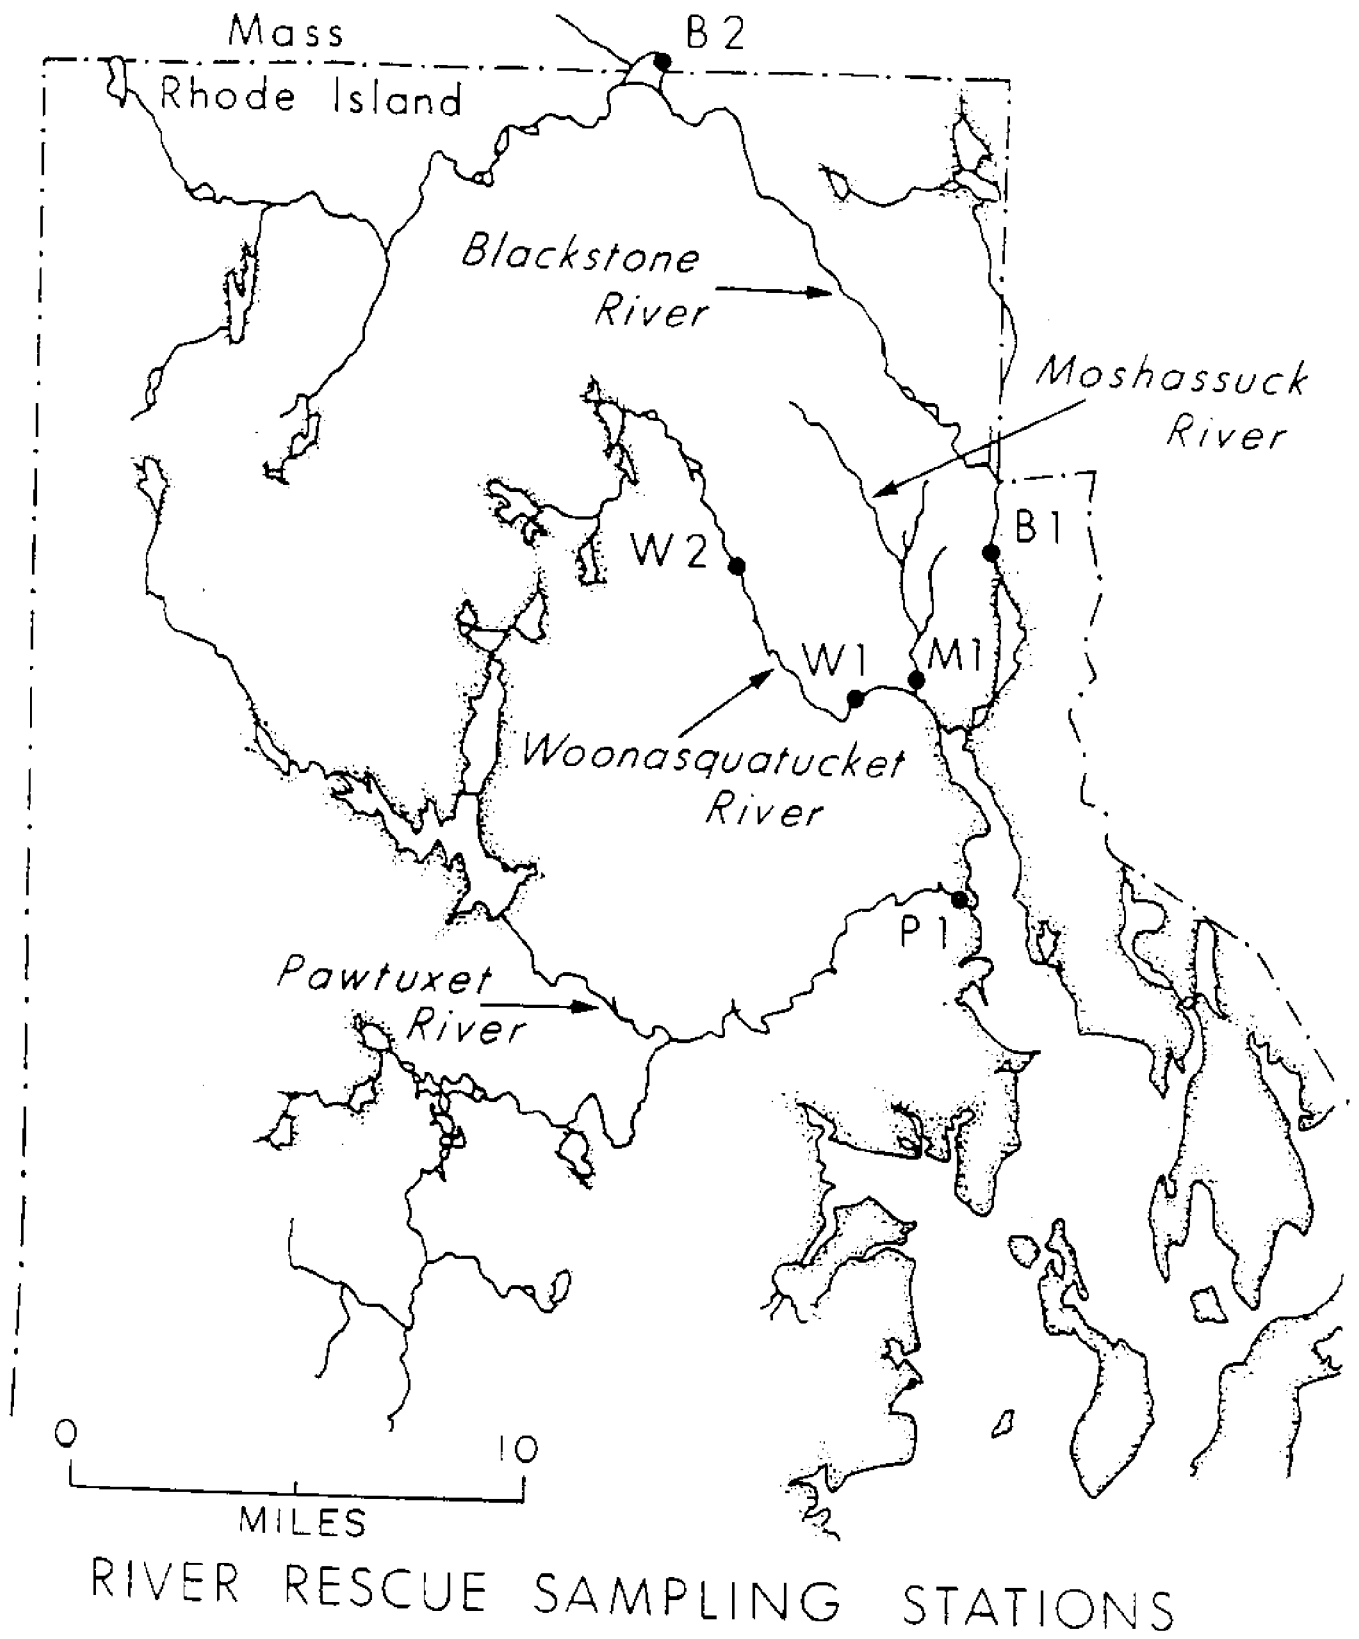 Mass
B2
Rhode Island
Blackstone
River
Moshassuck
River
B1
W2
W1
M1
Woonasquatucket
River
P1
Pawtuxet
River
0
10
MILES
RIVER RESCUE SAMPLING STATIONS